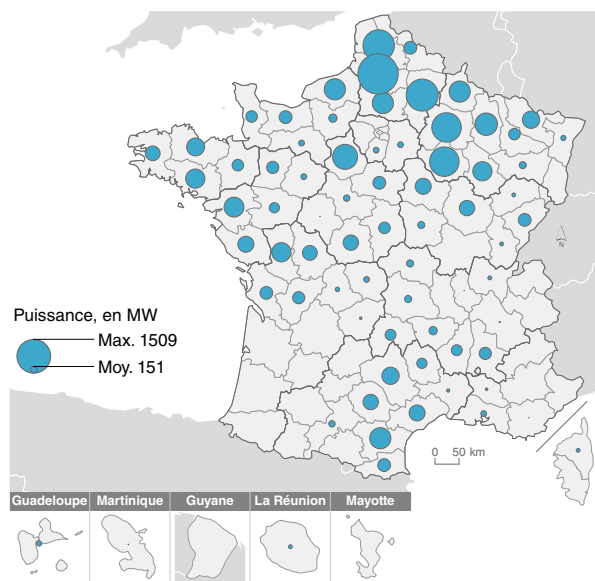 Puissance, en MW
Max. 1509
Moy. 151
N
0 50 km
Guadeloupe
Martinique
Guyane
La Réunion
Mayotte